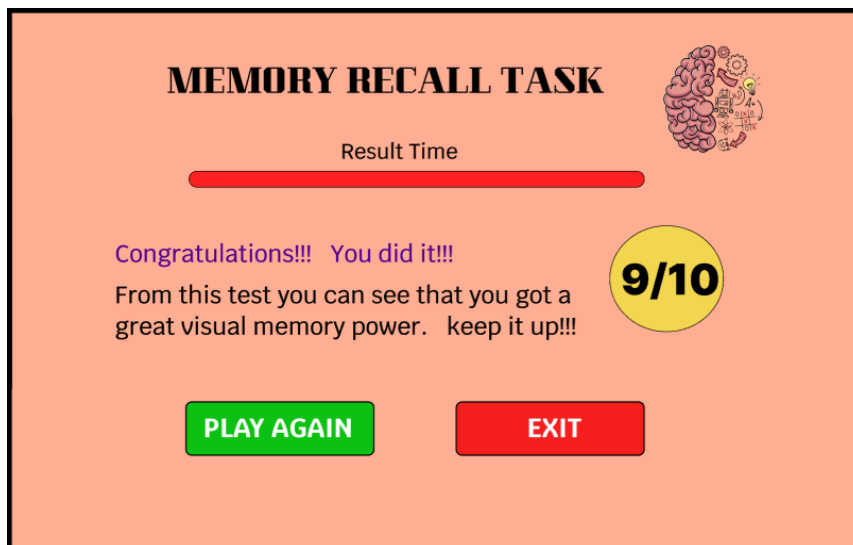 MEMORY RECALL TASK
Result Time
Congratulations!!! You did it!!!
From this test you can see that you got a
great visual memory power. keep it up!!!
9/10
PLAY AGAIN
EXIT